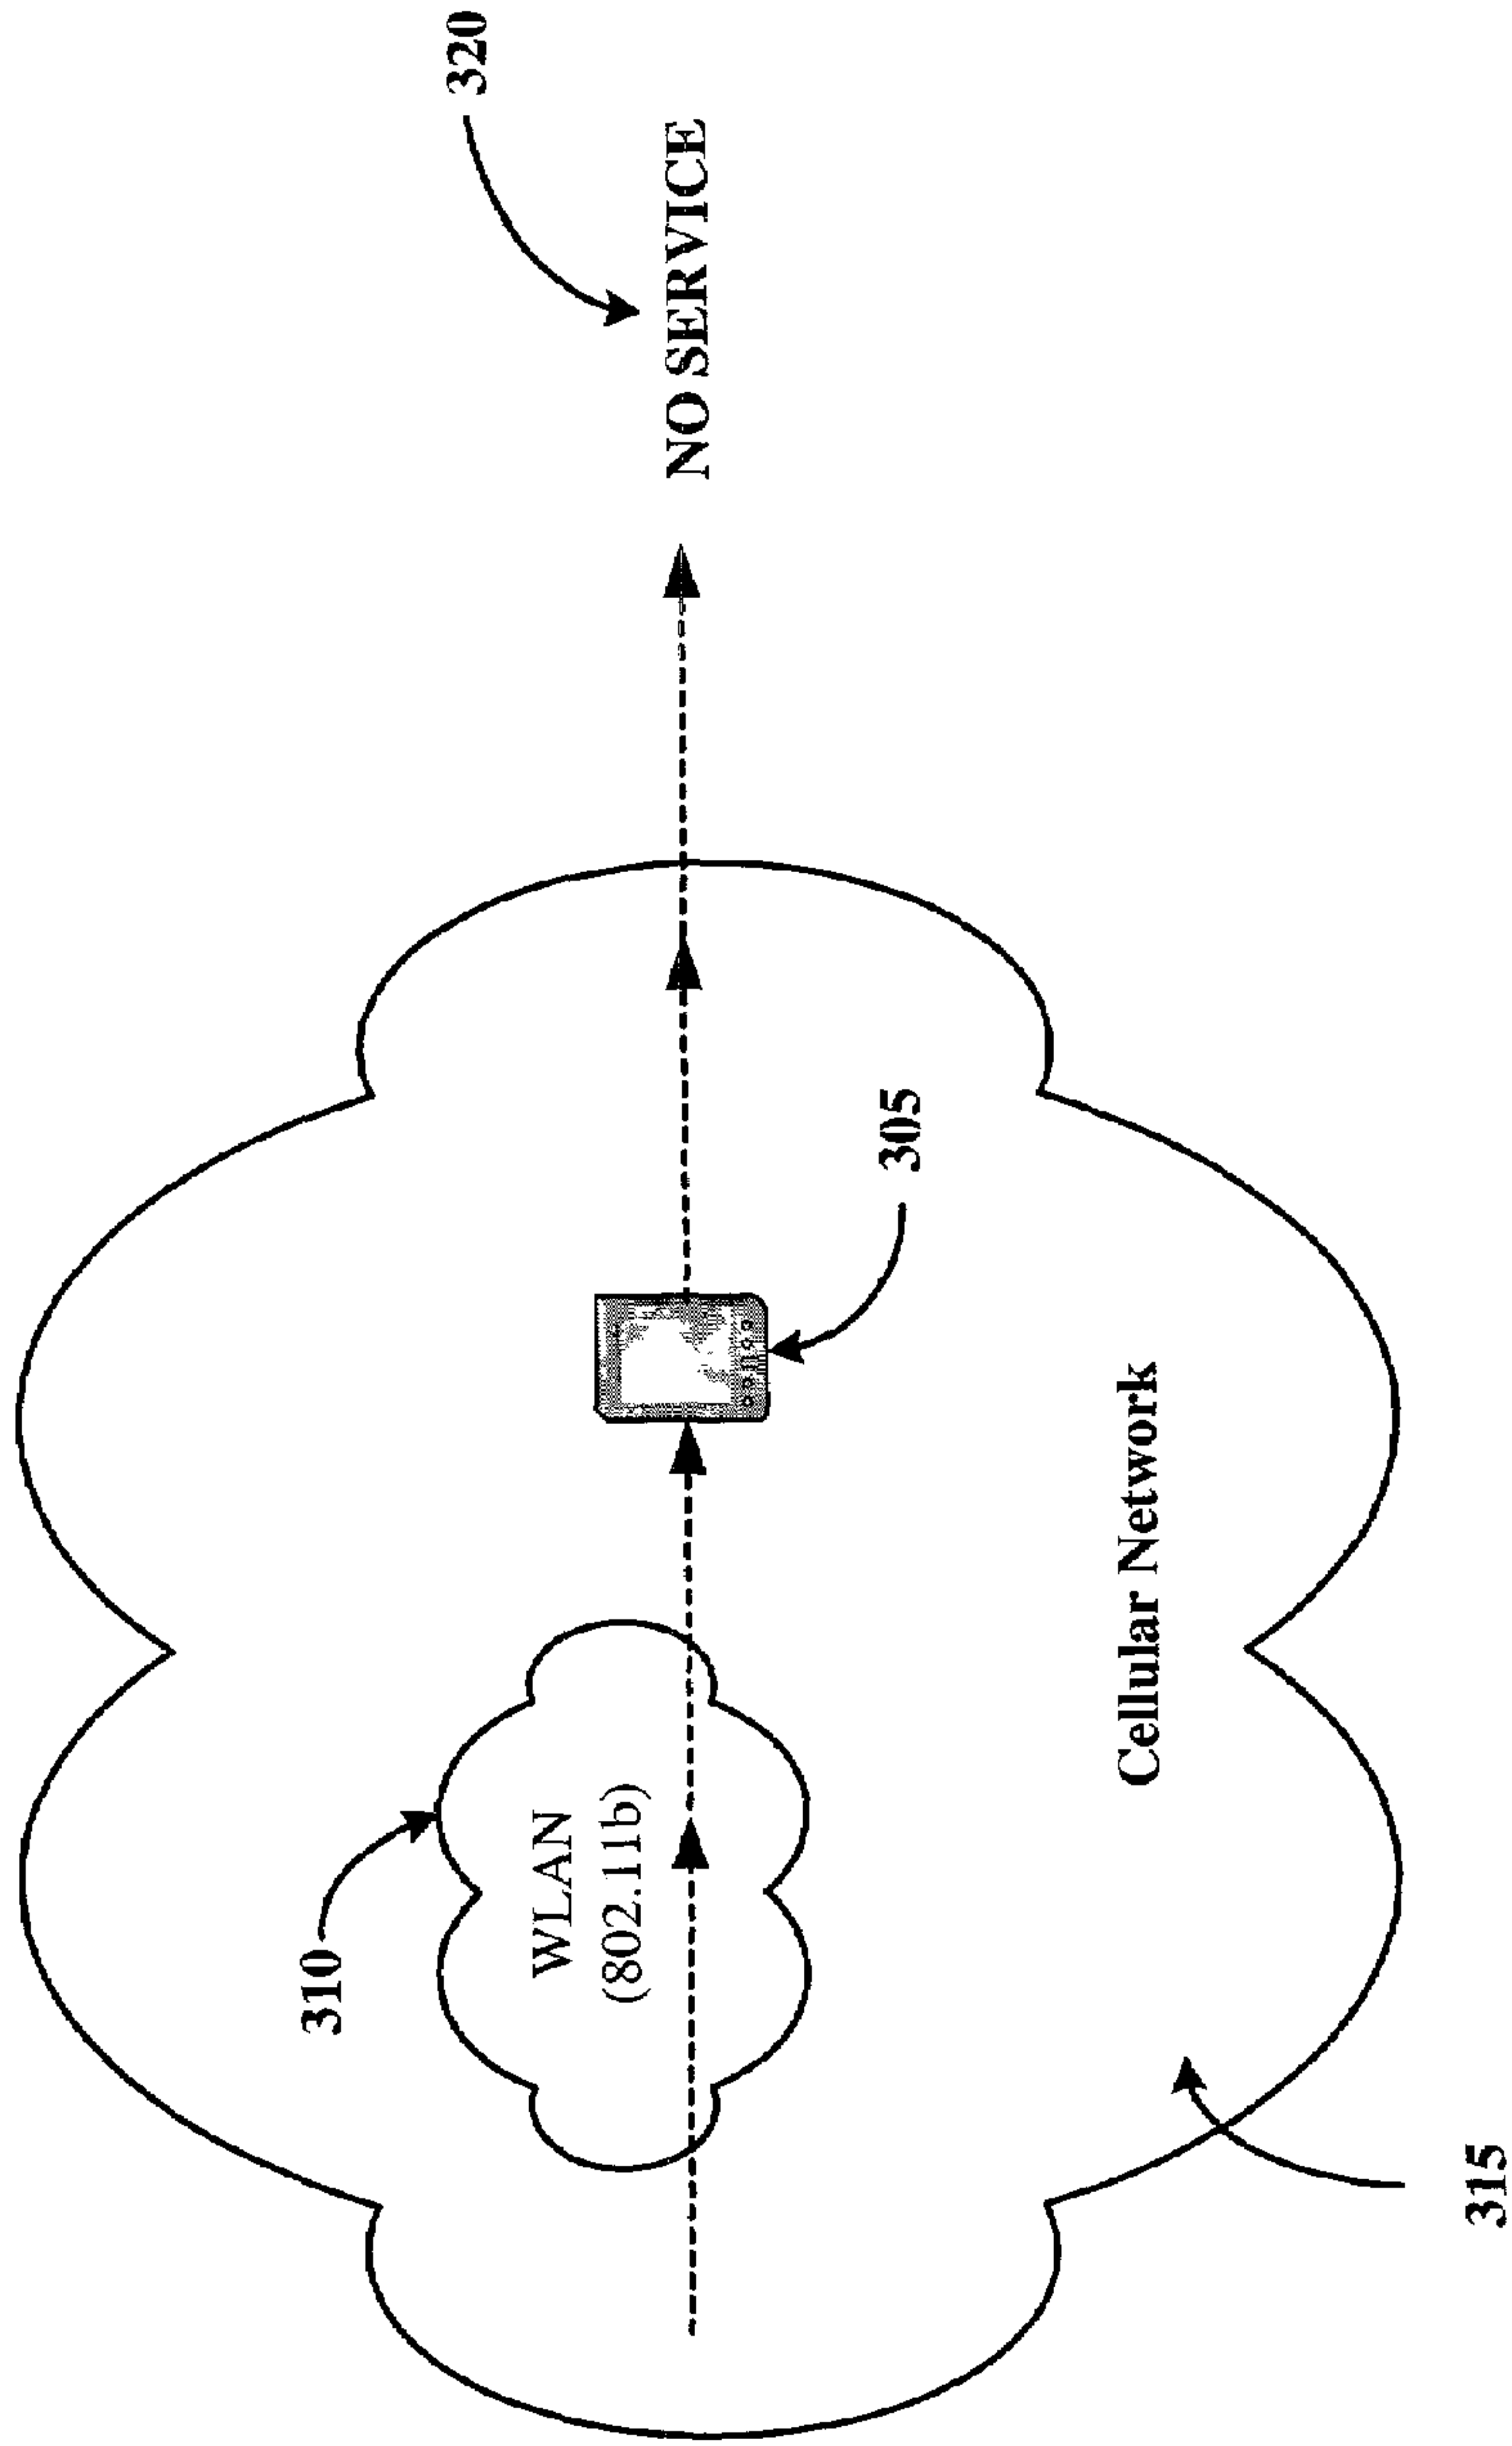 320
NO SERVICE
305
310
WLAN
(802.11b)
Cellular Network
315